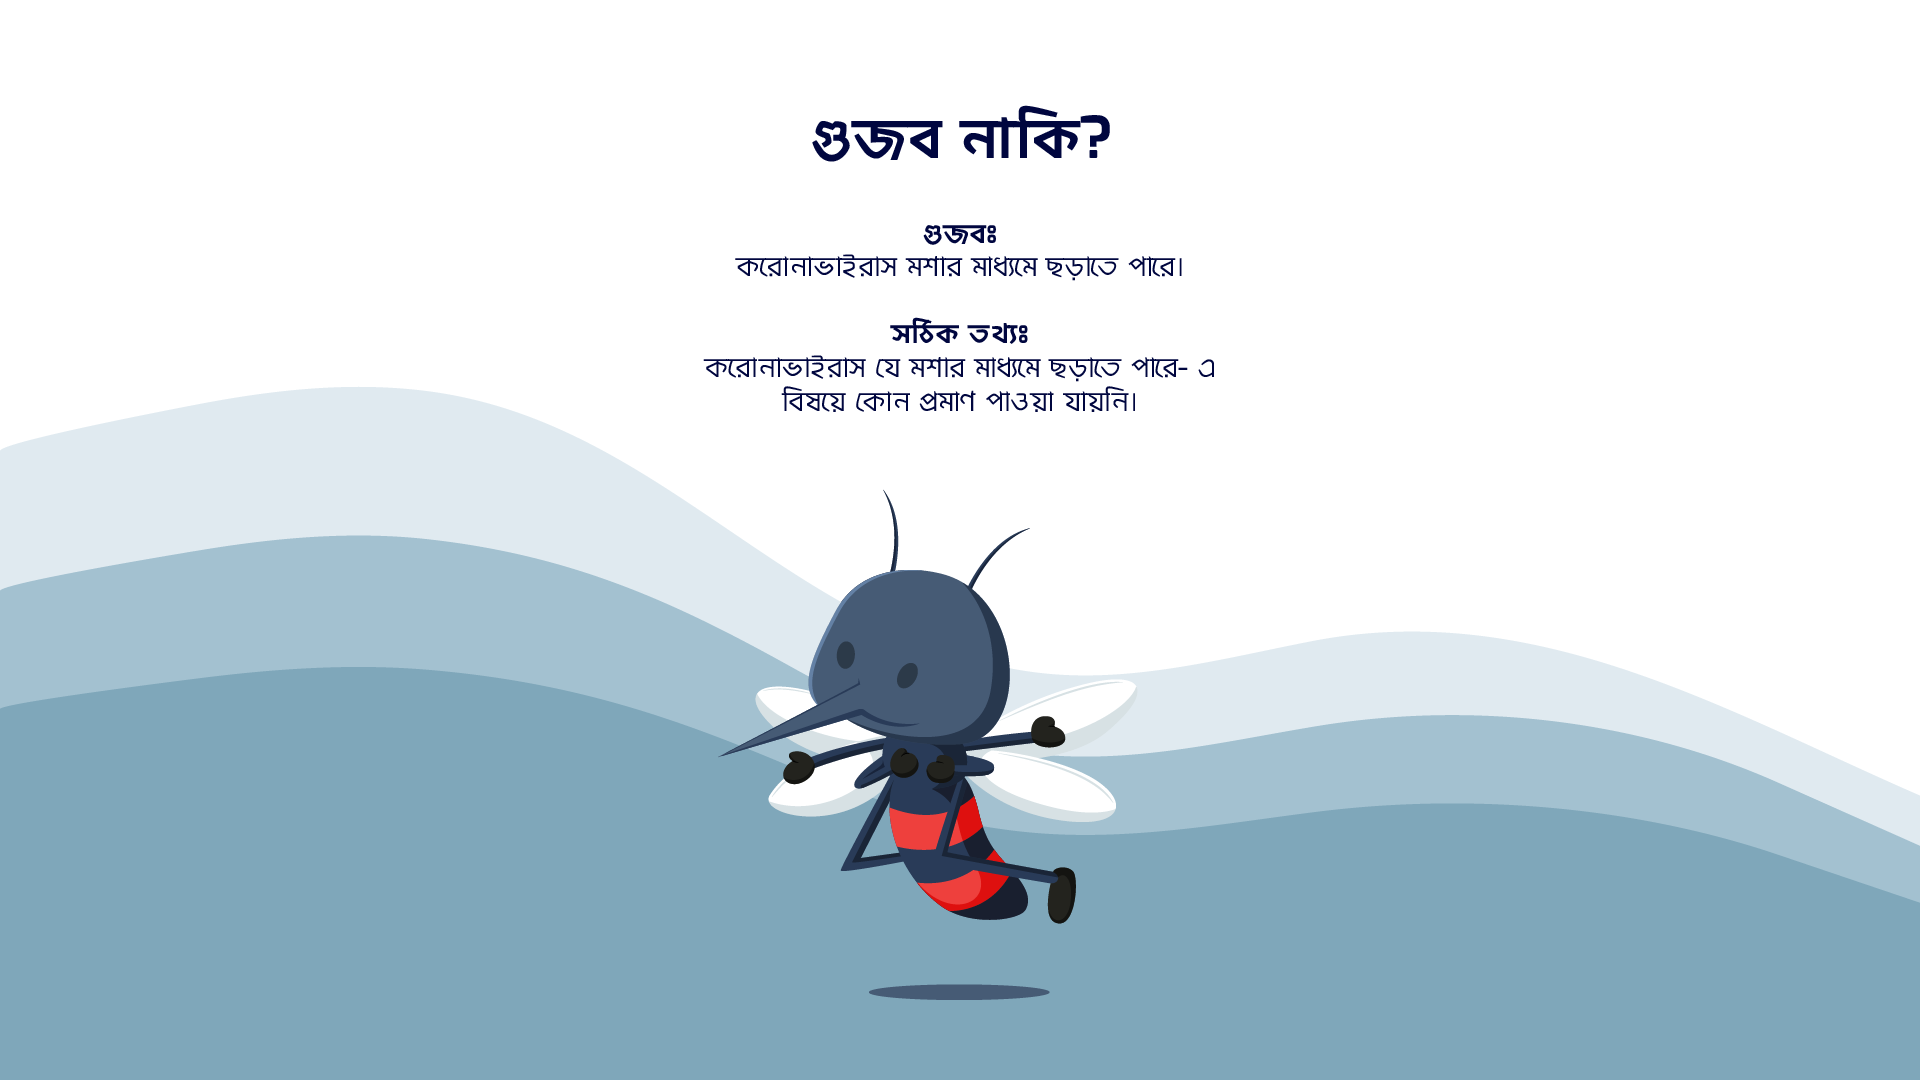 গুজব নাকি?
গুজবঃ
করোনাভাইরাস মশার মাধ্যমে ছড়াতে পারে।
সঠিক তথ্যঃ
করোনাভাইরাস যে মশার মাধ্যমে ছড়াতে পারে- এ
বিষয়ে কোন প্রমাণ পাওয়া যায়নি।